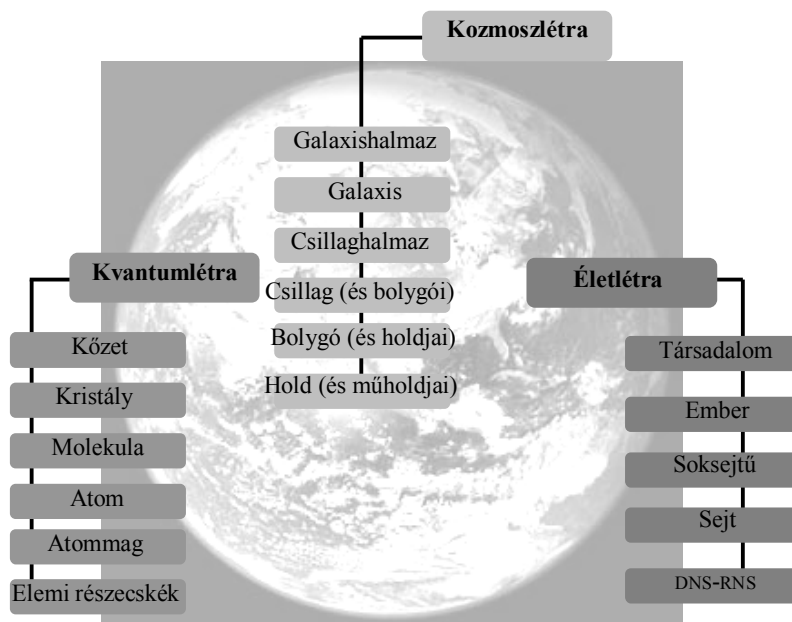 Kozmoszlétra
Galaxishalmaz
Galaxis
Csillaghalmaz
Csillag (és bolygói)
Bolygó (és holdjai)
Hold (és műholdjai)
Kvantumlétra
Kőzet
Kristály
Molekula
Atom
Atommag
Elemi részecskék
Életlétra
Társadalom
Ember
Soksejtű
Sejt
DNS-RNS